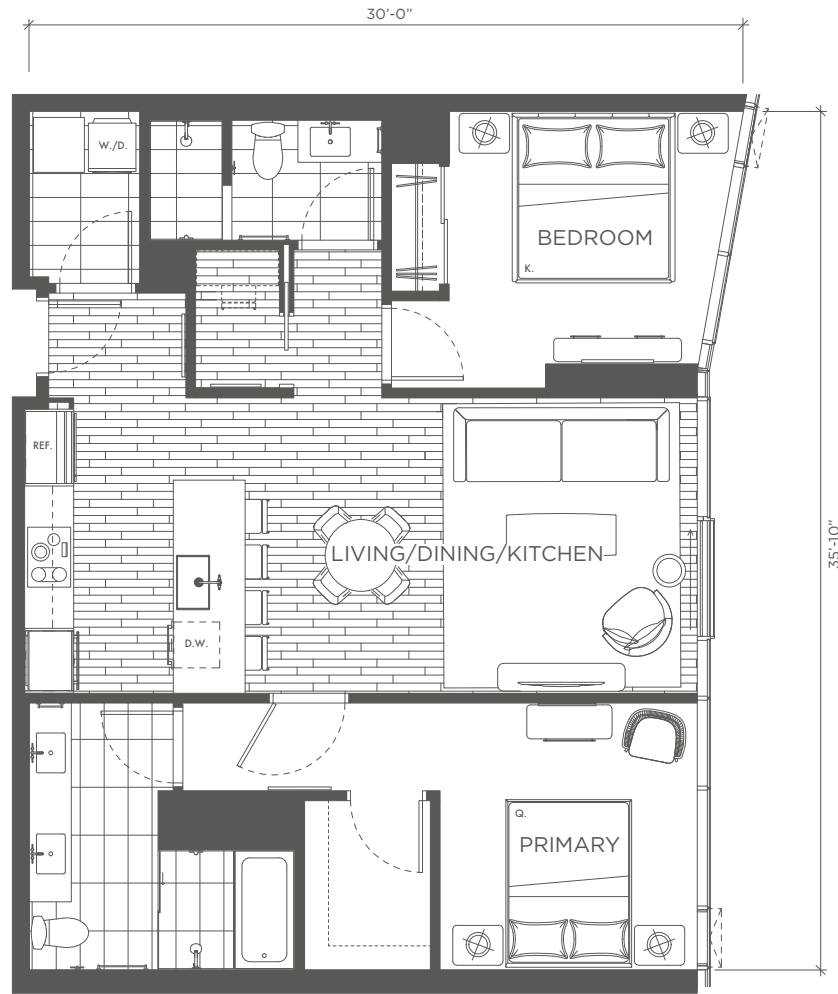 30'-0"
W./D.
BEDROOM
K.
REF.
LIVING/DINING/KITCHEN
35'-10"
D.W.
Q.
PRIMARY